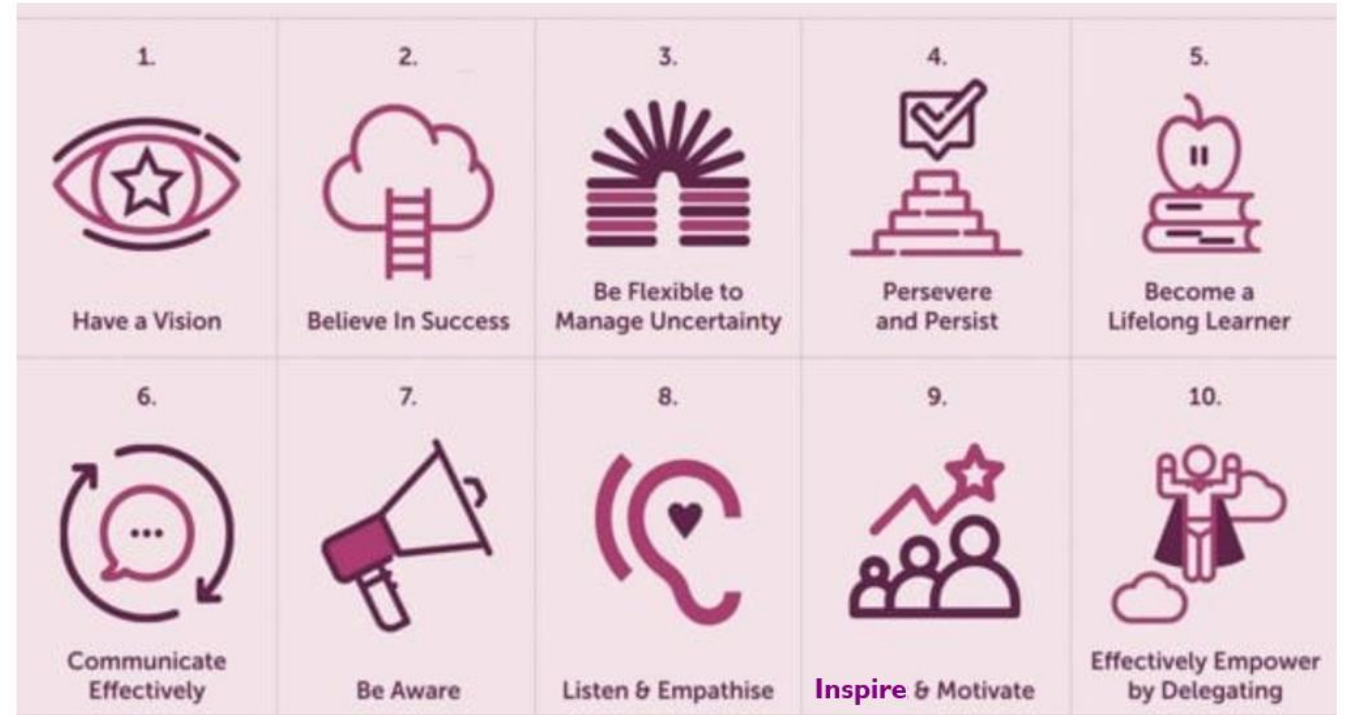 1.
2.
3.
4.
5.
Have a Vision
Believe In Success
Be Flexible to
Manage Uncertainty
Persevere
and Persist
Become a
Lifelong Learner
6.
7.
8.
9.
10.
Communicate
Effectively
Be Aware
Listen & Empathise
Inspire & Motivate
Effectively Empower
by Delegating